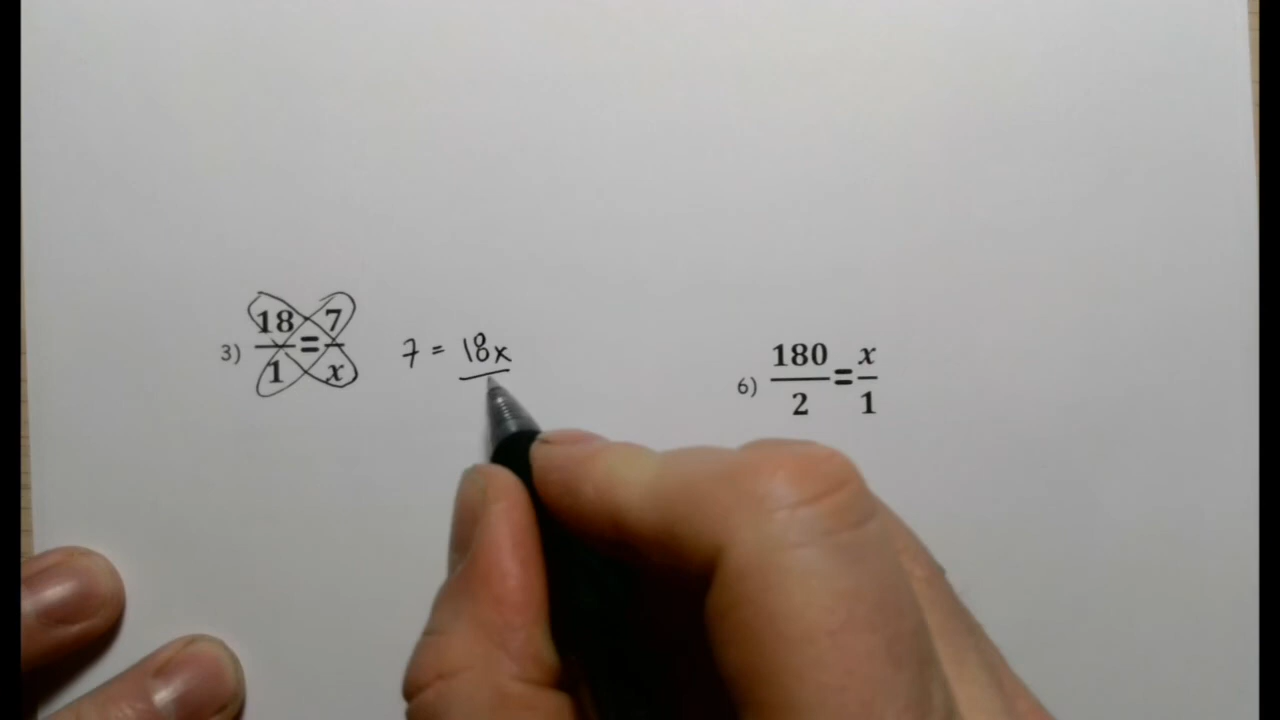 3) 18/1 = 7/x 7 = 18x
6) 180/2 = x/1